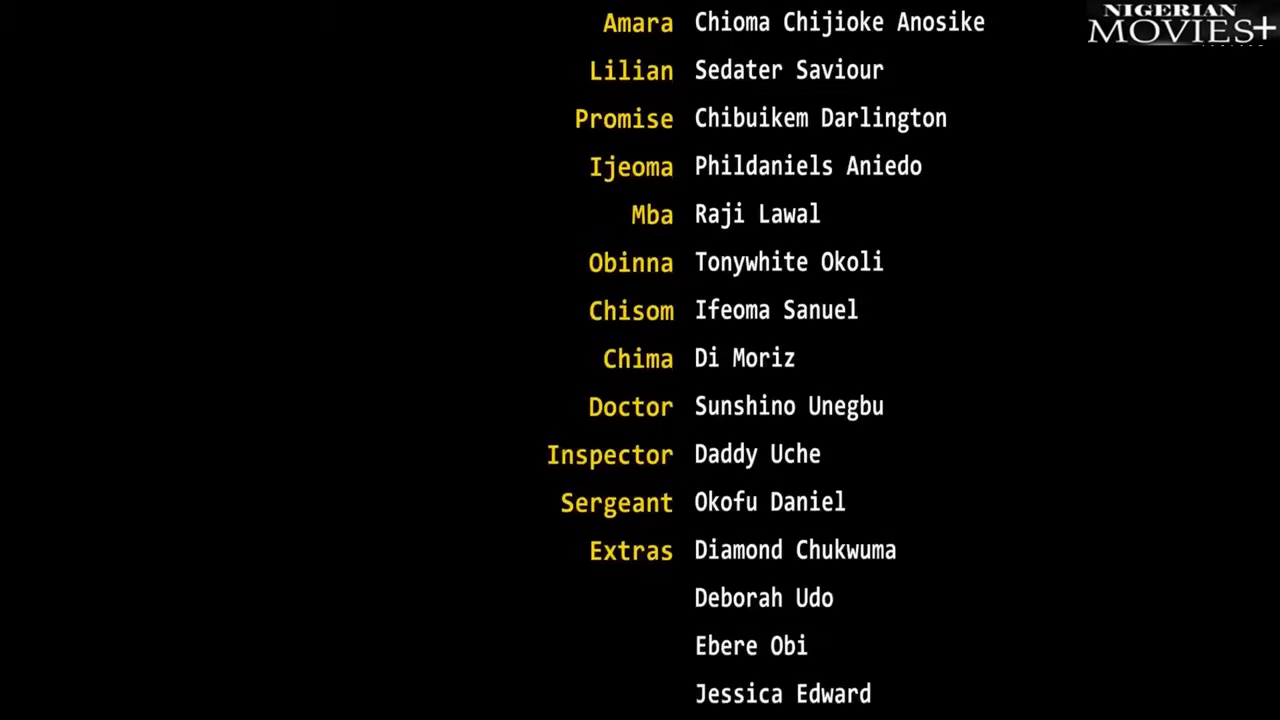 NIGERIAN
MOVIES+
Amara Chioma Chijioke Anosike
Lilian Sedater Saviour
Promise Chibuikem Darlington
Ijeoma Phildaniels Aniedo
Mba Raji Lawal
Obinna Tonywhite Okoli
Chisom Ifeoma Sanuel
Chima Di Moriz
Doctor Sunshino Unegbu
Inspector Daddy Uche
Sergeant Okofu Daniel
Extras Diamond Chukwuma
Deborah Udo
Ebere Obi
Jessica Edward